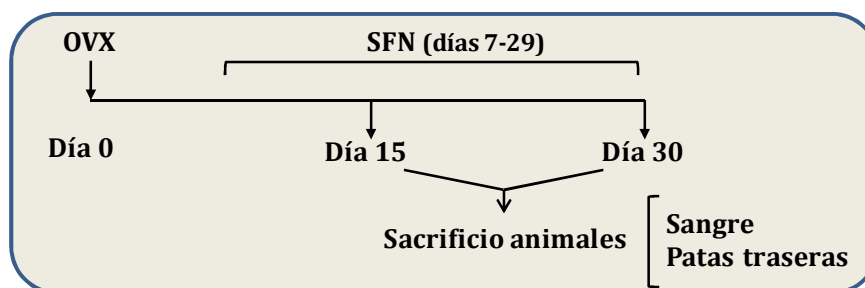 OVX
SFN (días 7-29)
Día 0
Día 15
Día 30
Sacrificio animales
Sangre
Patas traseras